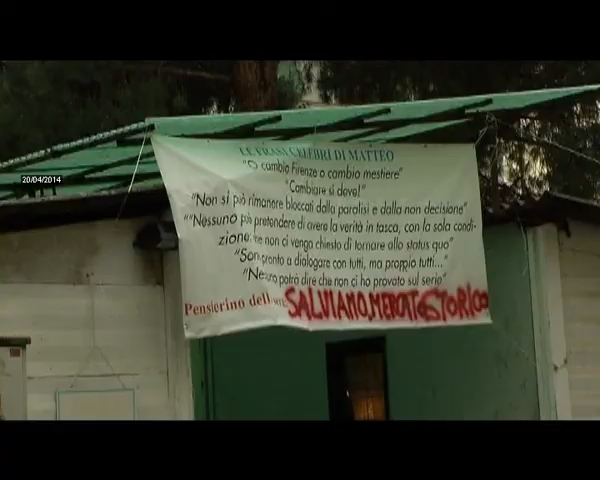 LE FRASI CELEBRI DI MATTEO
"O cambio Firenze o cambio mestiere"
"Cambiare si deve!"
"Non si può rimanere bloccati dalla paralisi e dalla non decisione"
""Nessuno può pretendere di avere la verità in tasca, con la sola condi-
zione: che non ci venga chiesto di tornare allo status quo"
"Sono pronto a dialogare con tutti, ma proprio tutti..."
"Nessuno potrà dire che non ci ho provato sul serio"
Pensierino della
SALVIAMO, MERCATO STORICO
20/04/2014